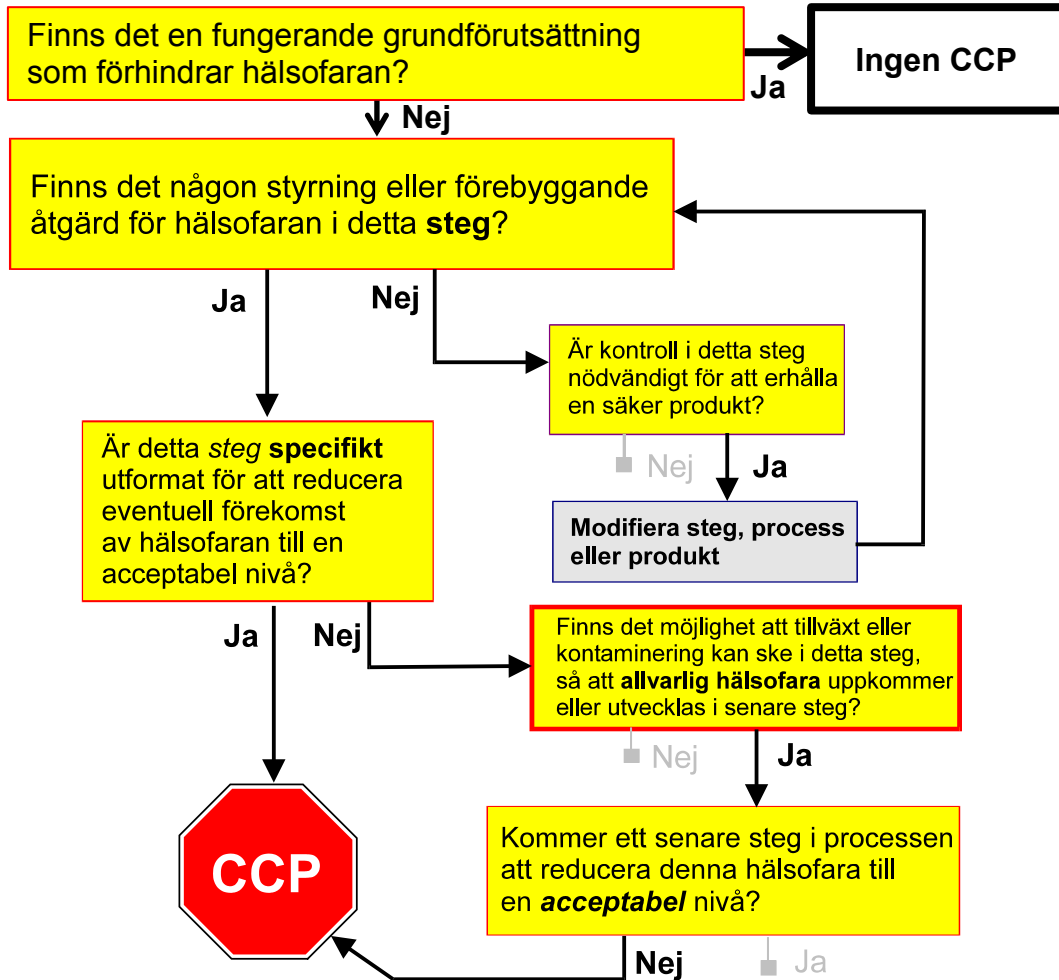 Finns det en fungerande grundförutsättning
som förhindrar hälsofaran?
Ja
Ingen CCP
Nej
Finns det någon styrning eller förebyggande
åtgärd för hälsofaran i detta steg?
Ja
Nej
Är kontroll i detta steg
nödvändigt för att erhålla
en säker produkt?
Nej
Ja
Modifiera steg, process
eller produkt
Är detta steg specifikt
utformat för att reducera
eventuell förekomst
av hälsofaran till en
acceptabel nivå?
Ja
Nej
Finns det möjlighet att tillväxt eller
kontaminering kan ske i detta steg,
så att allvarlig hälsofara uppkommer
eller utvecklas i senare steg?
Nej
Ja
Kommer ett senare steg i processen
att reducera denna hälsofara till
en acceptabel nivå?
Nej
Ja
CCP